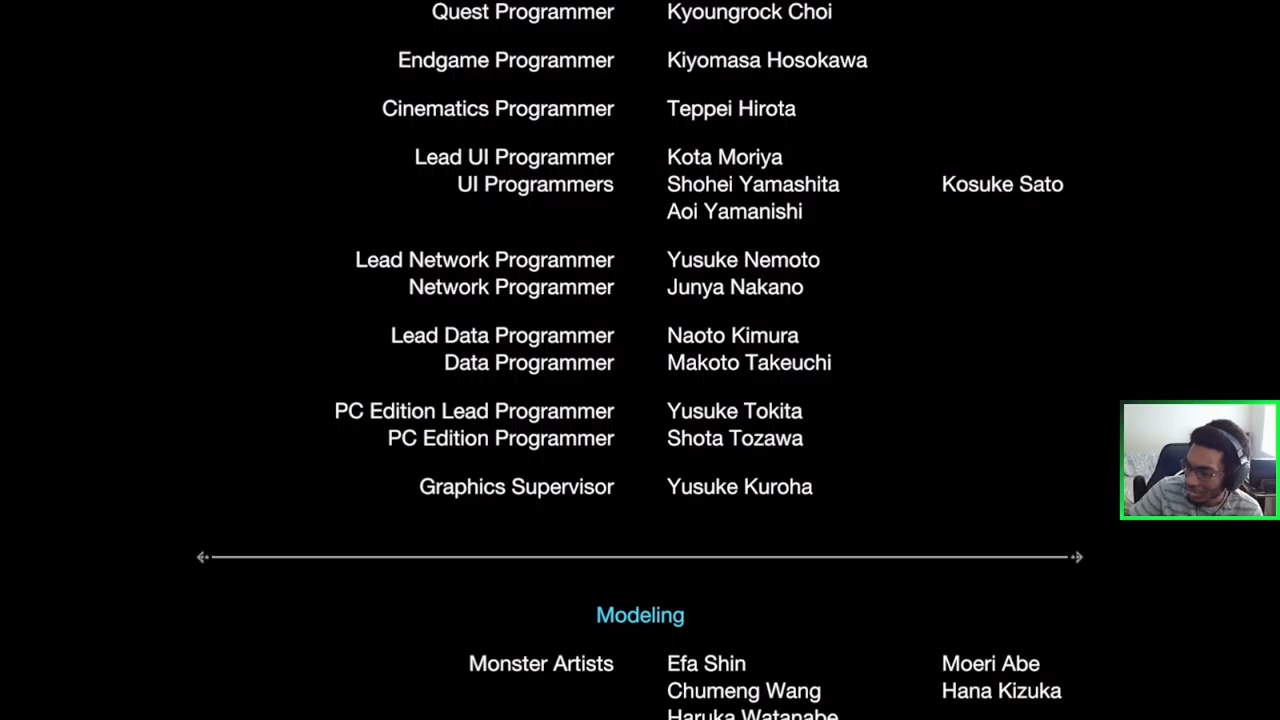 Quest Programmer Kyoungrock Choi
Endgame Programmer Kiyomasa Hosokawa
Cinematics Programmer Teppei Hirota
Lead UI Programmer Kota Moriya
UI Programmers Shohei Yamashita Kosuke Sato
Aoi Yamanishi
Lead Network Programmer Yusuke Nemoto
Network Programmer Junya Nakano
Lead Data Programmer Naoto Kimura
Data Programmer Makoto Takeuchi
PC Edition Lead Programmer Yusuke Tokita
PC Edition Programmer Shota Tozawa
Graphics Supervisor Yusuke Kuroha
Modeling
Monster Artists Efa Shin Moeri Abe
Chumeng Wang Hana Kizuka
Haruka Watanabe